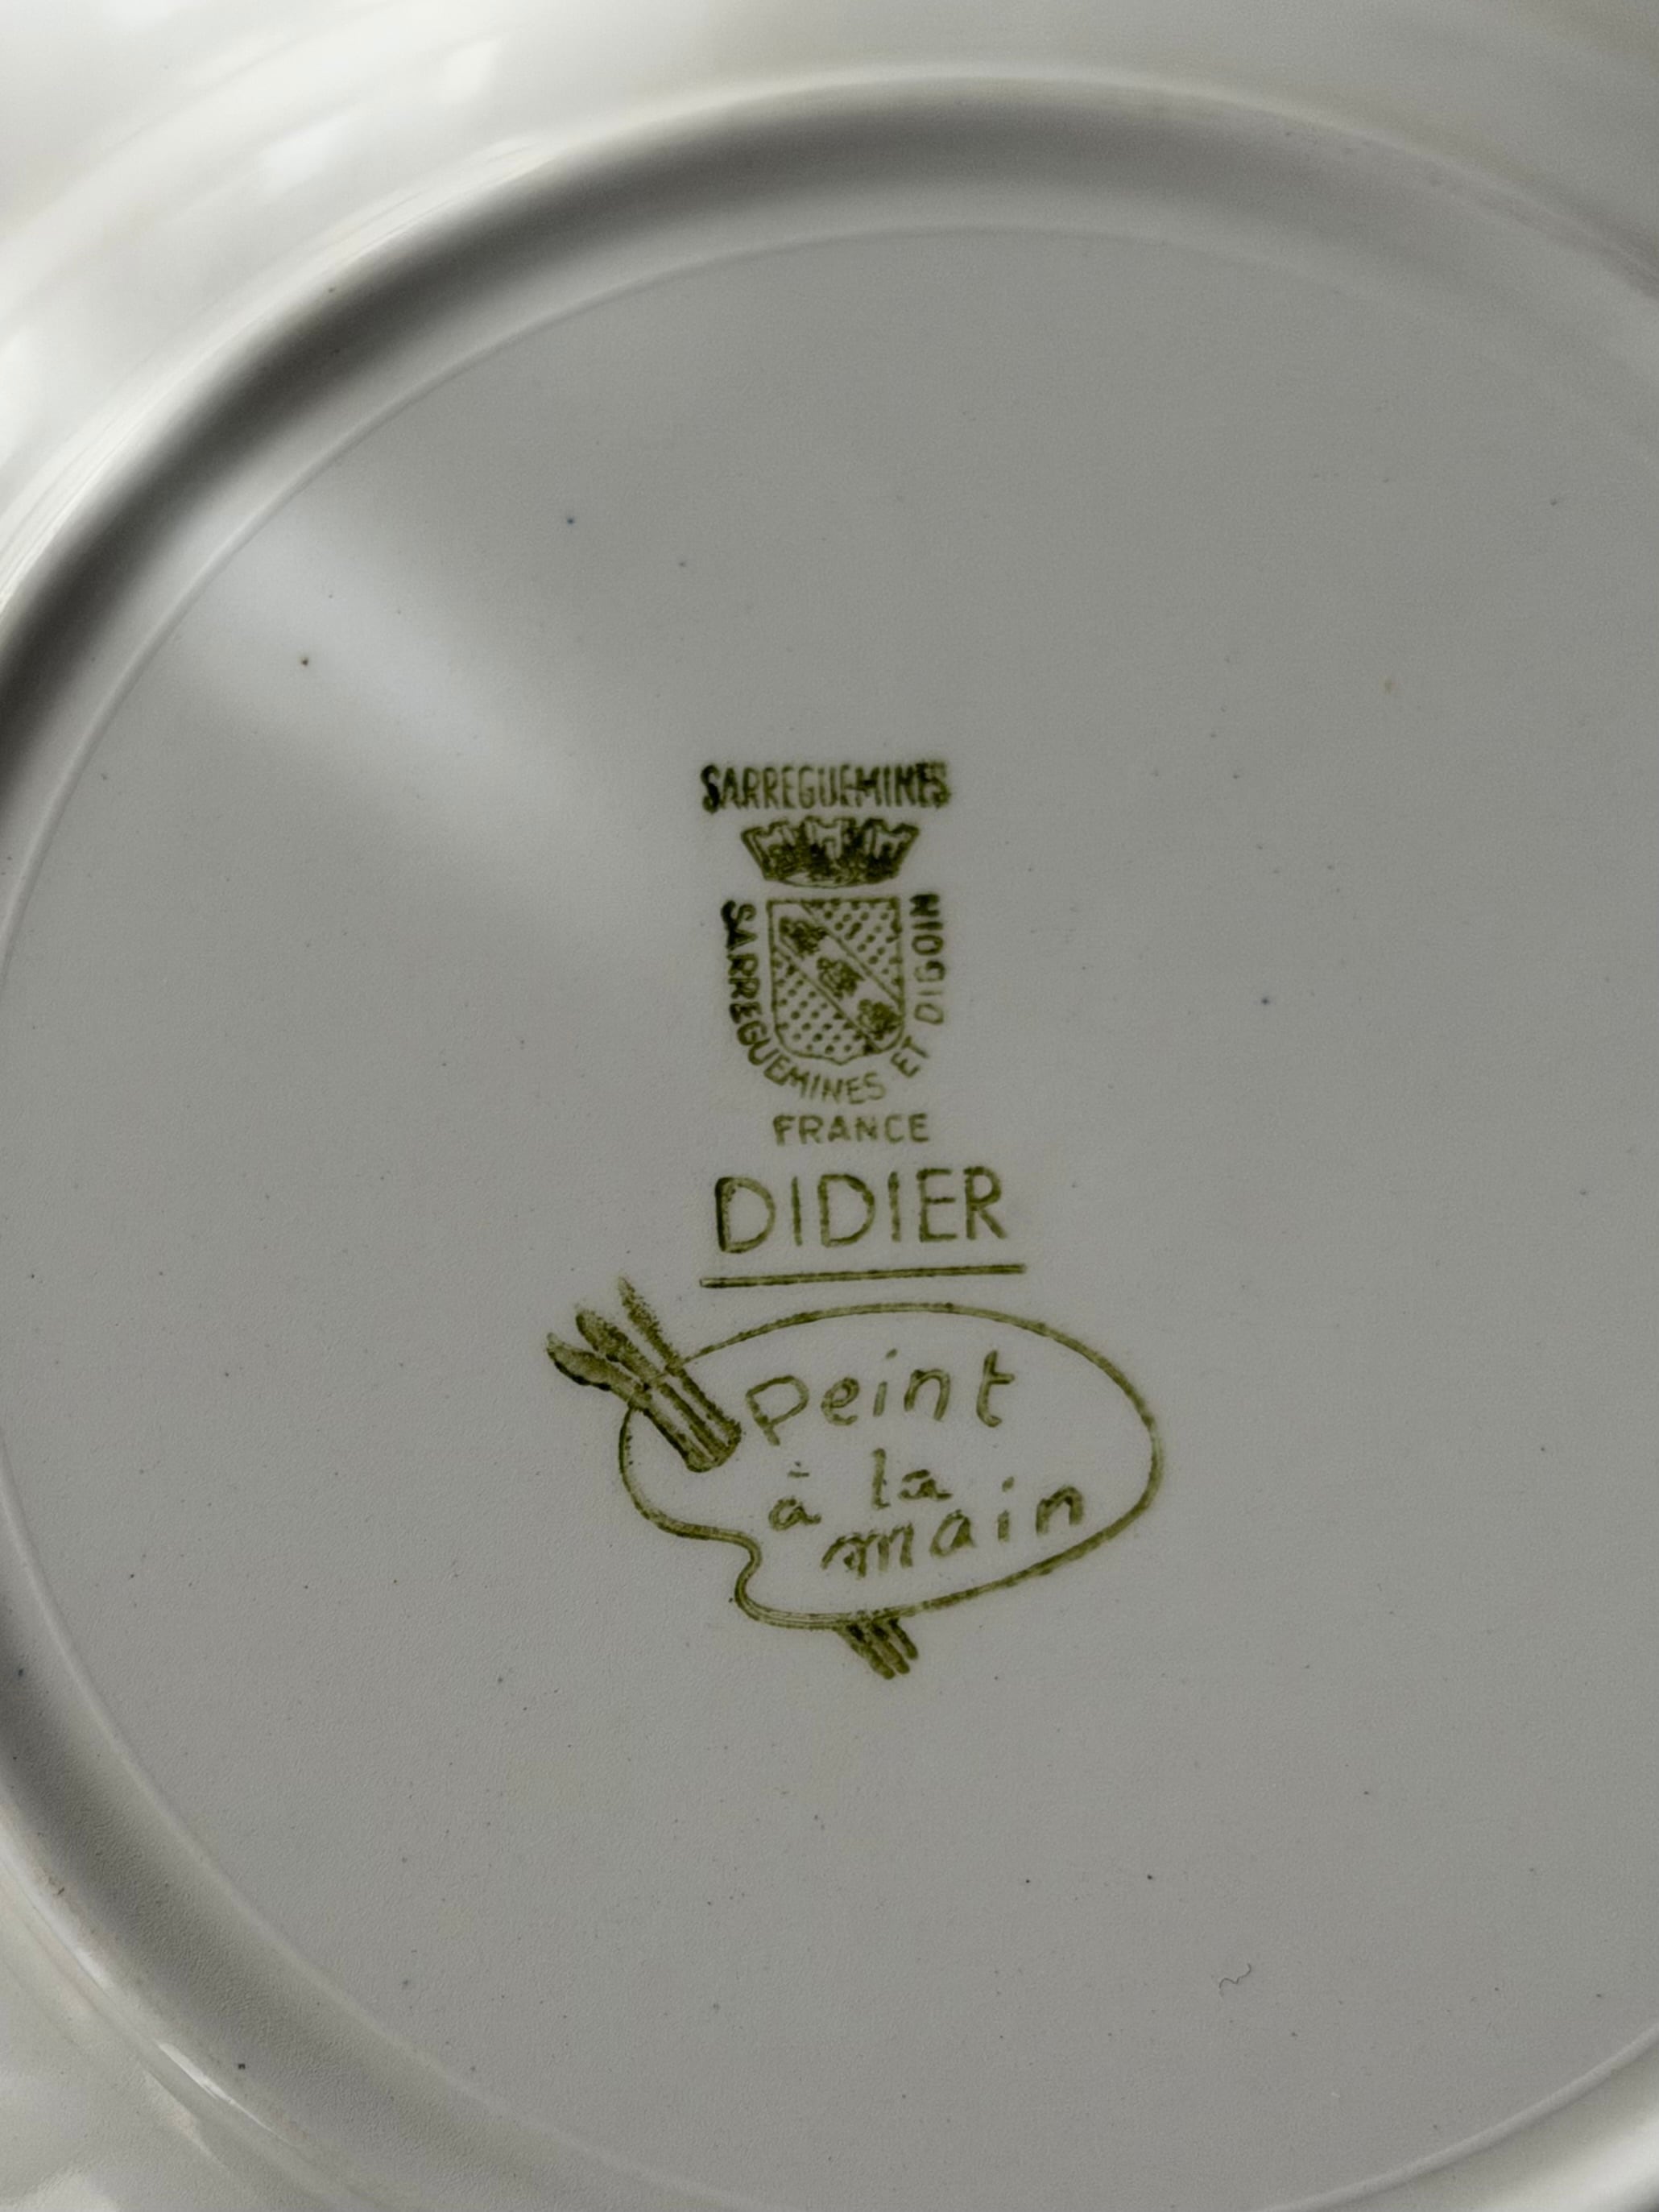 SARREGUEMINES
SARREGUEMINES ET DIGOIN
FRANCE
DIDIER
Peint
à la
main